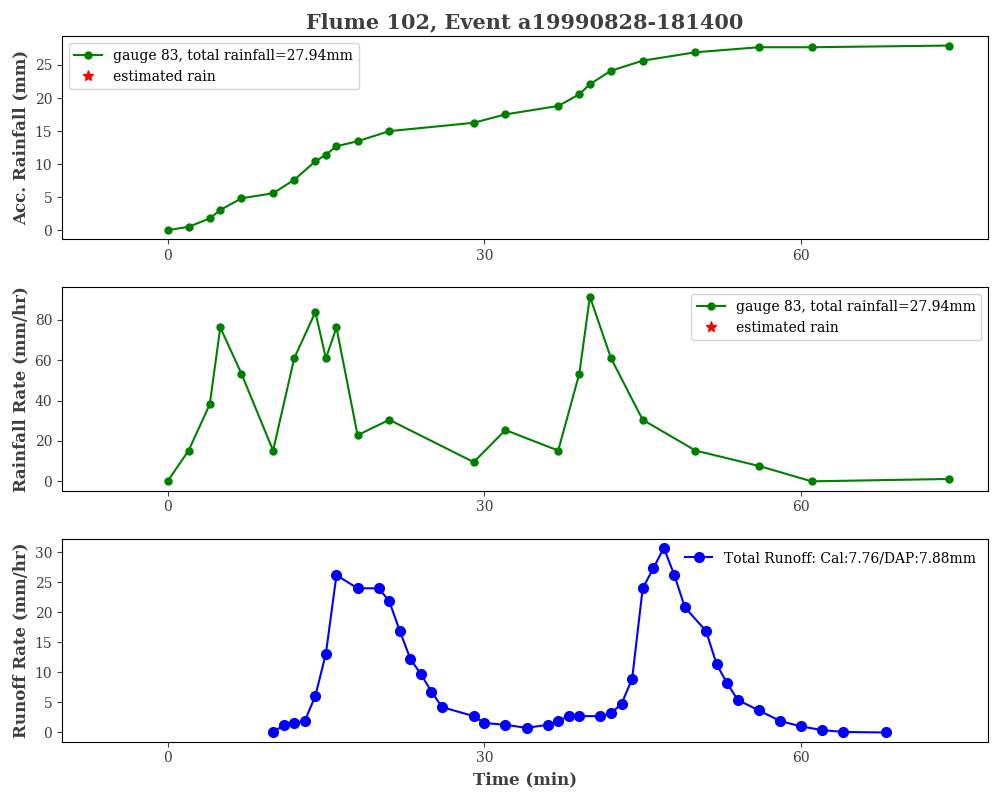 Flume 102, Event a19990828-181400
Acc. Rainfall (mm)
25
20
15
10
5
0
gauge 83, total rainfall=27.94mm
estimated rain
0 30 60
Rainfall Rate (mm/hr)
80
60
40
20
0
gauge 83, total rainfall=27.94mm
estimated rain
0 30 60
Runoff Rate (mm/hr)
30
25
20
15
10
5
0
Total Runoff: Cal:7.76/DAP:7.88mm
0 30 60
Time (min)